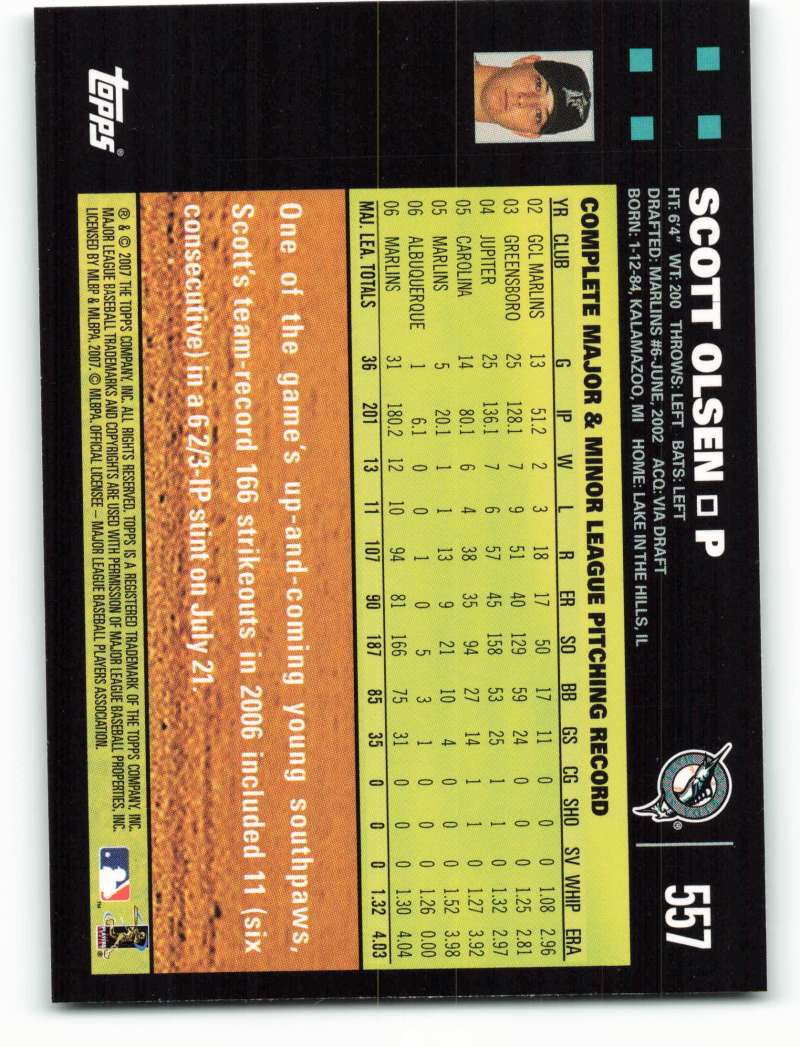 SCOTT OLSEN □ P
557
HT: 6'4" WT: 200 THROWS: LEFT BATS: LEFT
DRAFTED: MARLINS #6-JUNE, 2002 ACQ: VIA DRAFT
BORN: 1-12-84, KALAMAZOO, MI HOME: LAKE IN THE HILLS, IL
COMPLETE MAJOR & MINOR LEAGUE PITCHING RECORD
YR CLUB G IP W L R ER SO BB GS CG SHO SV WHIP ERA
02 GCL MARLINS 13 51.2 2 3 18 17 50 17 11 0 0 0 1.08 2.96
03 GREENSBORO 25 128.1 7 9 51 40 129 59 24 0 0 0 1.25 2.81
04 JUPITER 25 136.1 7 6 57 45 158 53 25 1 1 0 1.32 2.97
05 CAROLINA 14 80.1 6 4 38 35 94 27 14 1 1 0 1.27 3.92
05 MARLINS 5 20.1 1 1 13 9 21 10 4 0 0 0 1.52 3.98
06 ALBUQUERQUE 1 6.1 0 0 1 0 5 3 1 0 0 0 1.26 0.00
06 MARLINS 31 180.2 12 10 94 81 166 75 31 0 0 0 1.30 4.04
MAJ. LEA. TOTALS 36 201 13 11 107 90 187 85 35 0 0 0 1.32 4.03
One of the game's up-and-coming young southpaws,
Scott's team-record 166 strikeouts in 2006 included 11 (six
consecutive) in a 6 2/3-IP stint on July 21.
Topps®
® & © 2007 THE TOPPS COMPANY, INC. ALL RIGHTS RESERVED. TOPPS IS A REGISTERED TRADEMARK OF THE TOPPS COMPANY, INC.
MAJOR LEAGUE BASEBALL TRADEMARKS AND COPYRIGHTS ARE USED WITH PERMISSION OF MAJOR LEAGUE BASEBALL PROPERTIES, INC.
LICENSED BY MLBP & MLBPA, 2007. © MLBPA. OFFICIAL LICENSEE – MAJOR LEAGUE BASEBALL PLAYERS ASSOCIATION.